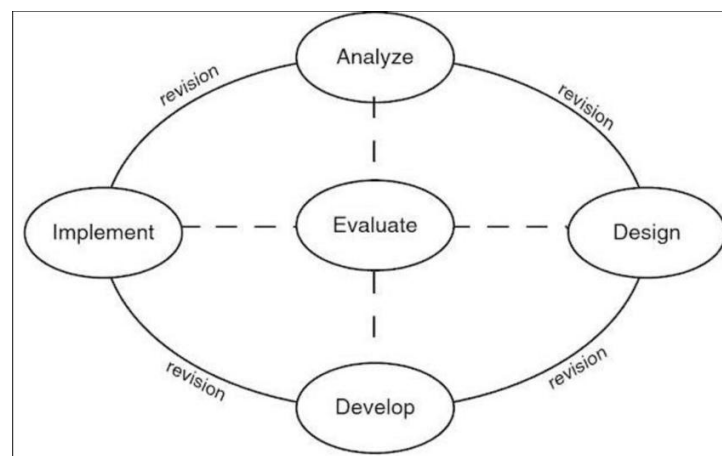 Analyze
revision
revision
Implement
Evaluate
Design
revision
revision
Develop